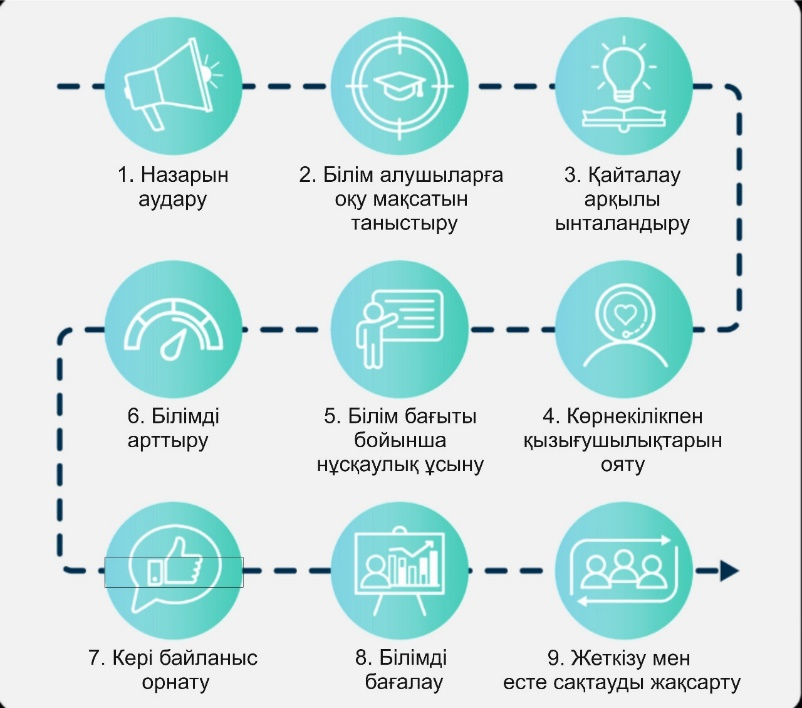 1. Назарын
аудару
2. Білім алушыларға
оқу мақсатын
таныстыру
3. Қайталау
арқылы
ынталандыру
4. Көрнекілікпен
қызығушылықтарын
ояту
5. Білім бағыты
бойынша
нұсқаулық ұсыну
6. Білімді
арттыру
7. Кері байланыс
орнату
8. Білімді
бағалау
9. Жеткізу мен
есте сақтауды жақсарту